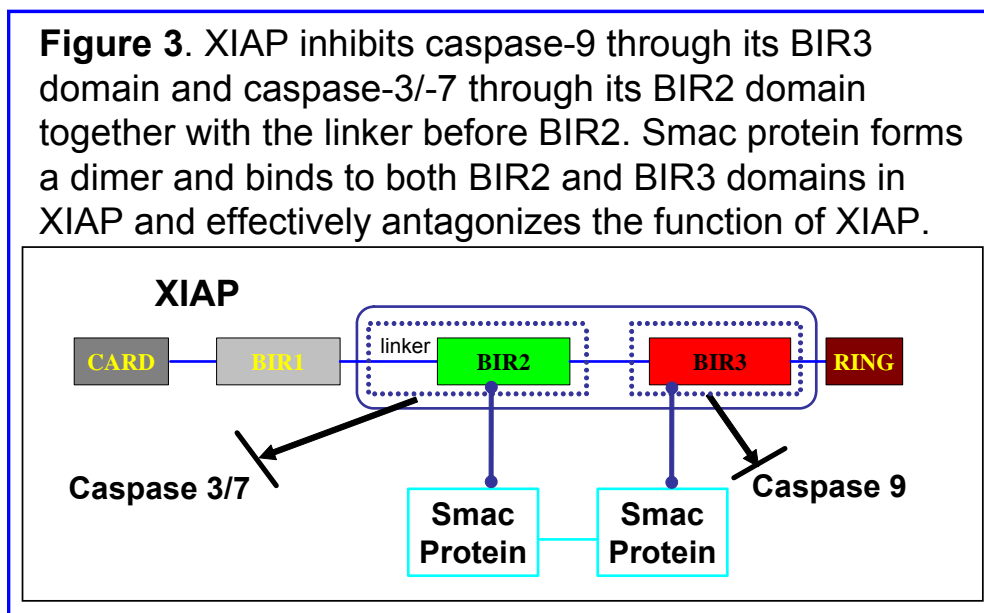 Figure 3. XIAP inhibits caspase-9 through its BIR3
domain and caspase-3/-7 through its BIR2 domain
together with the linker before BIR2. Smac protein forms
a dimer and binds to both BIR2 and BIR3 domains in
XIAP and effectively antagonizes the function of XIAP.
XIAP
CARD
BIR1
linker
BIR2
BIR3
RING
Caspase 3/7
Caspase 9
Smac
Protein
Smac
Protein